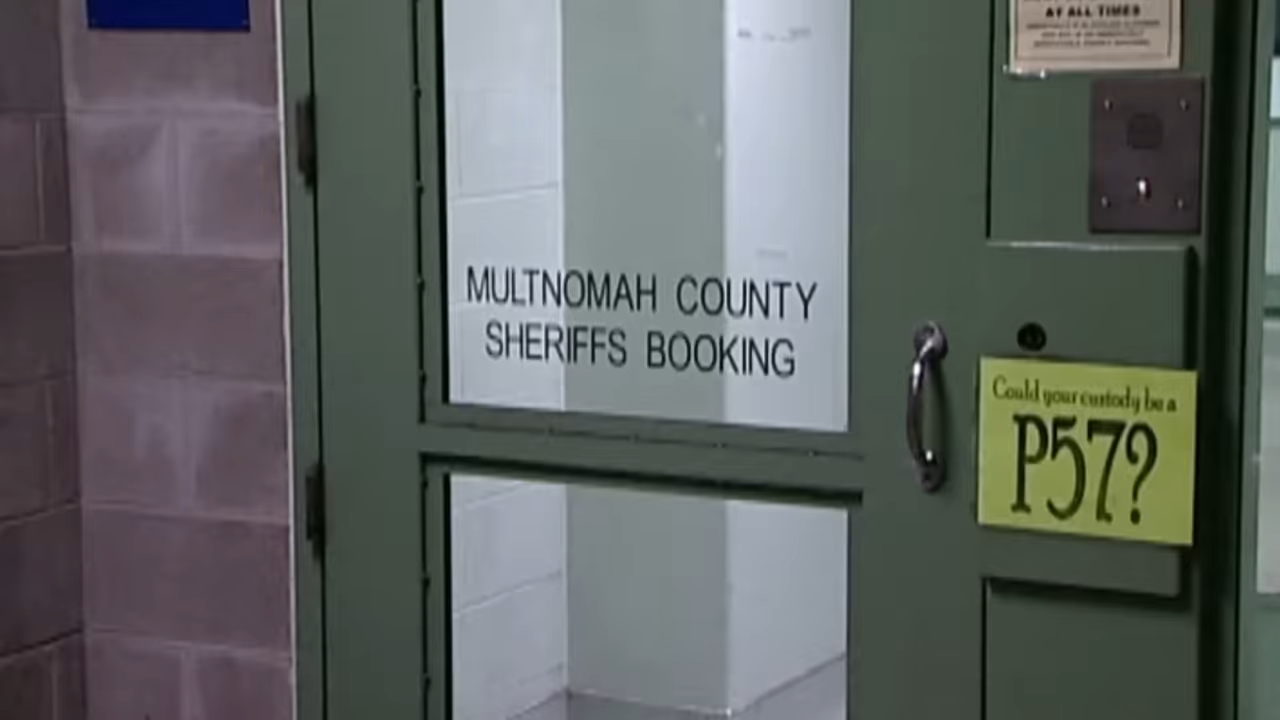 AT ALL TIMES
MULTNOMAH COUNTY
SHERIFFS BOOKING
Could your custody be a
P57?